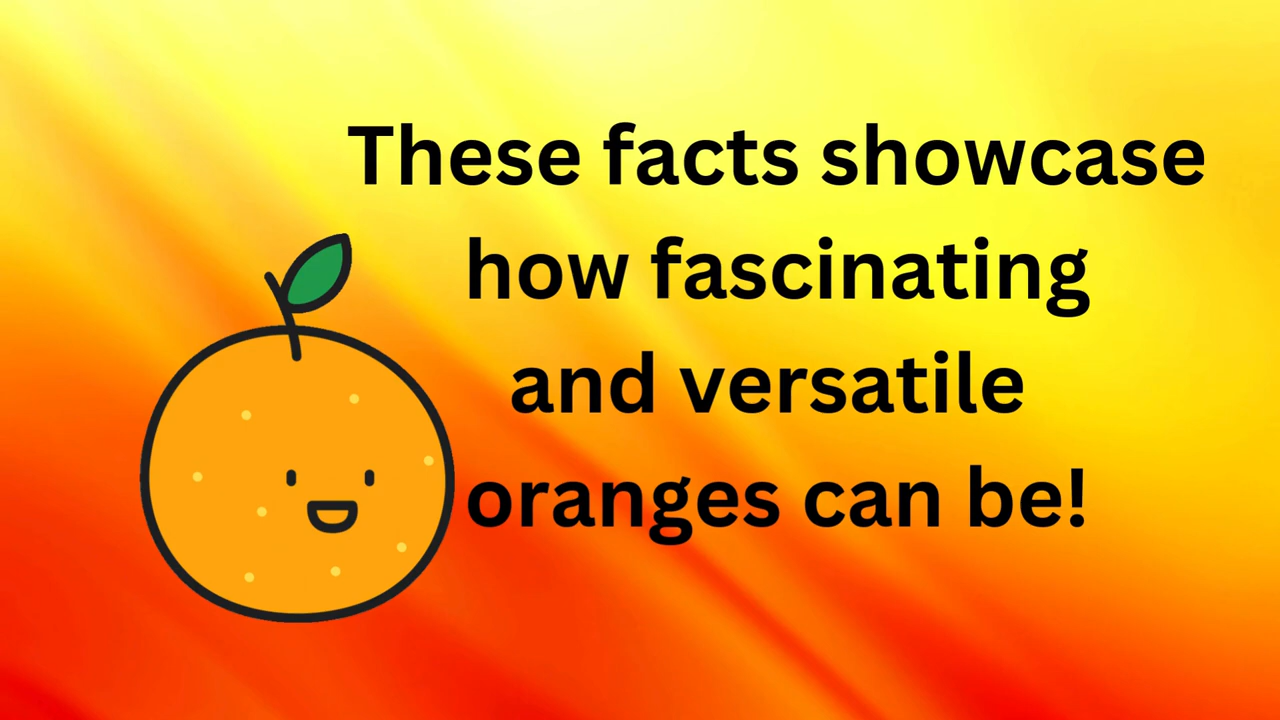 These facts showcase
how fascinating
and versatile
oranges can be!